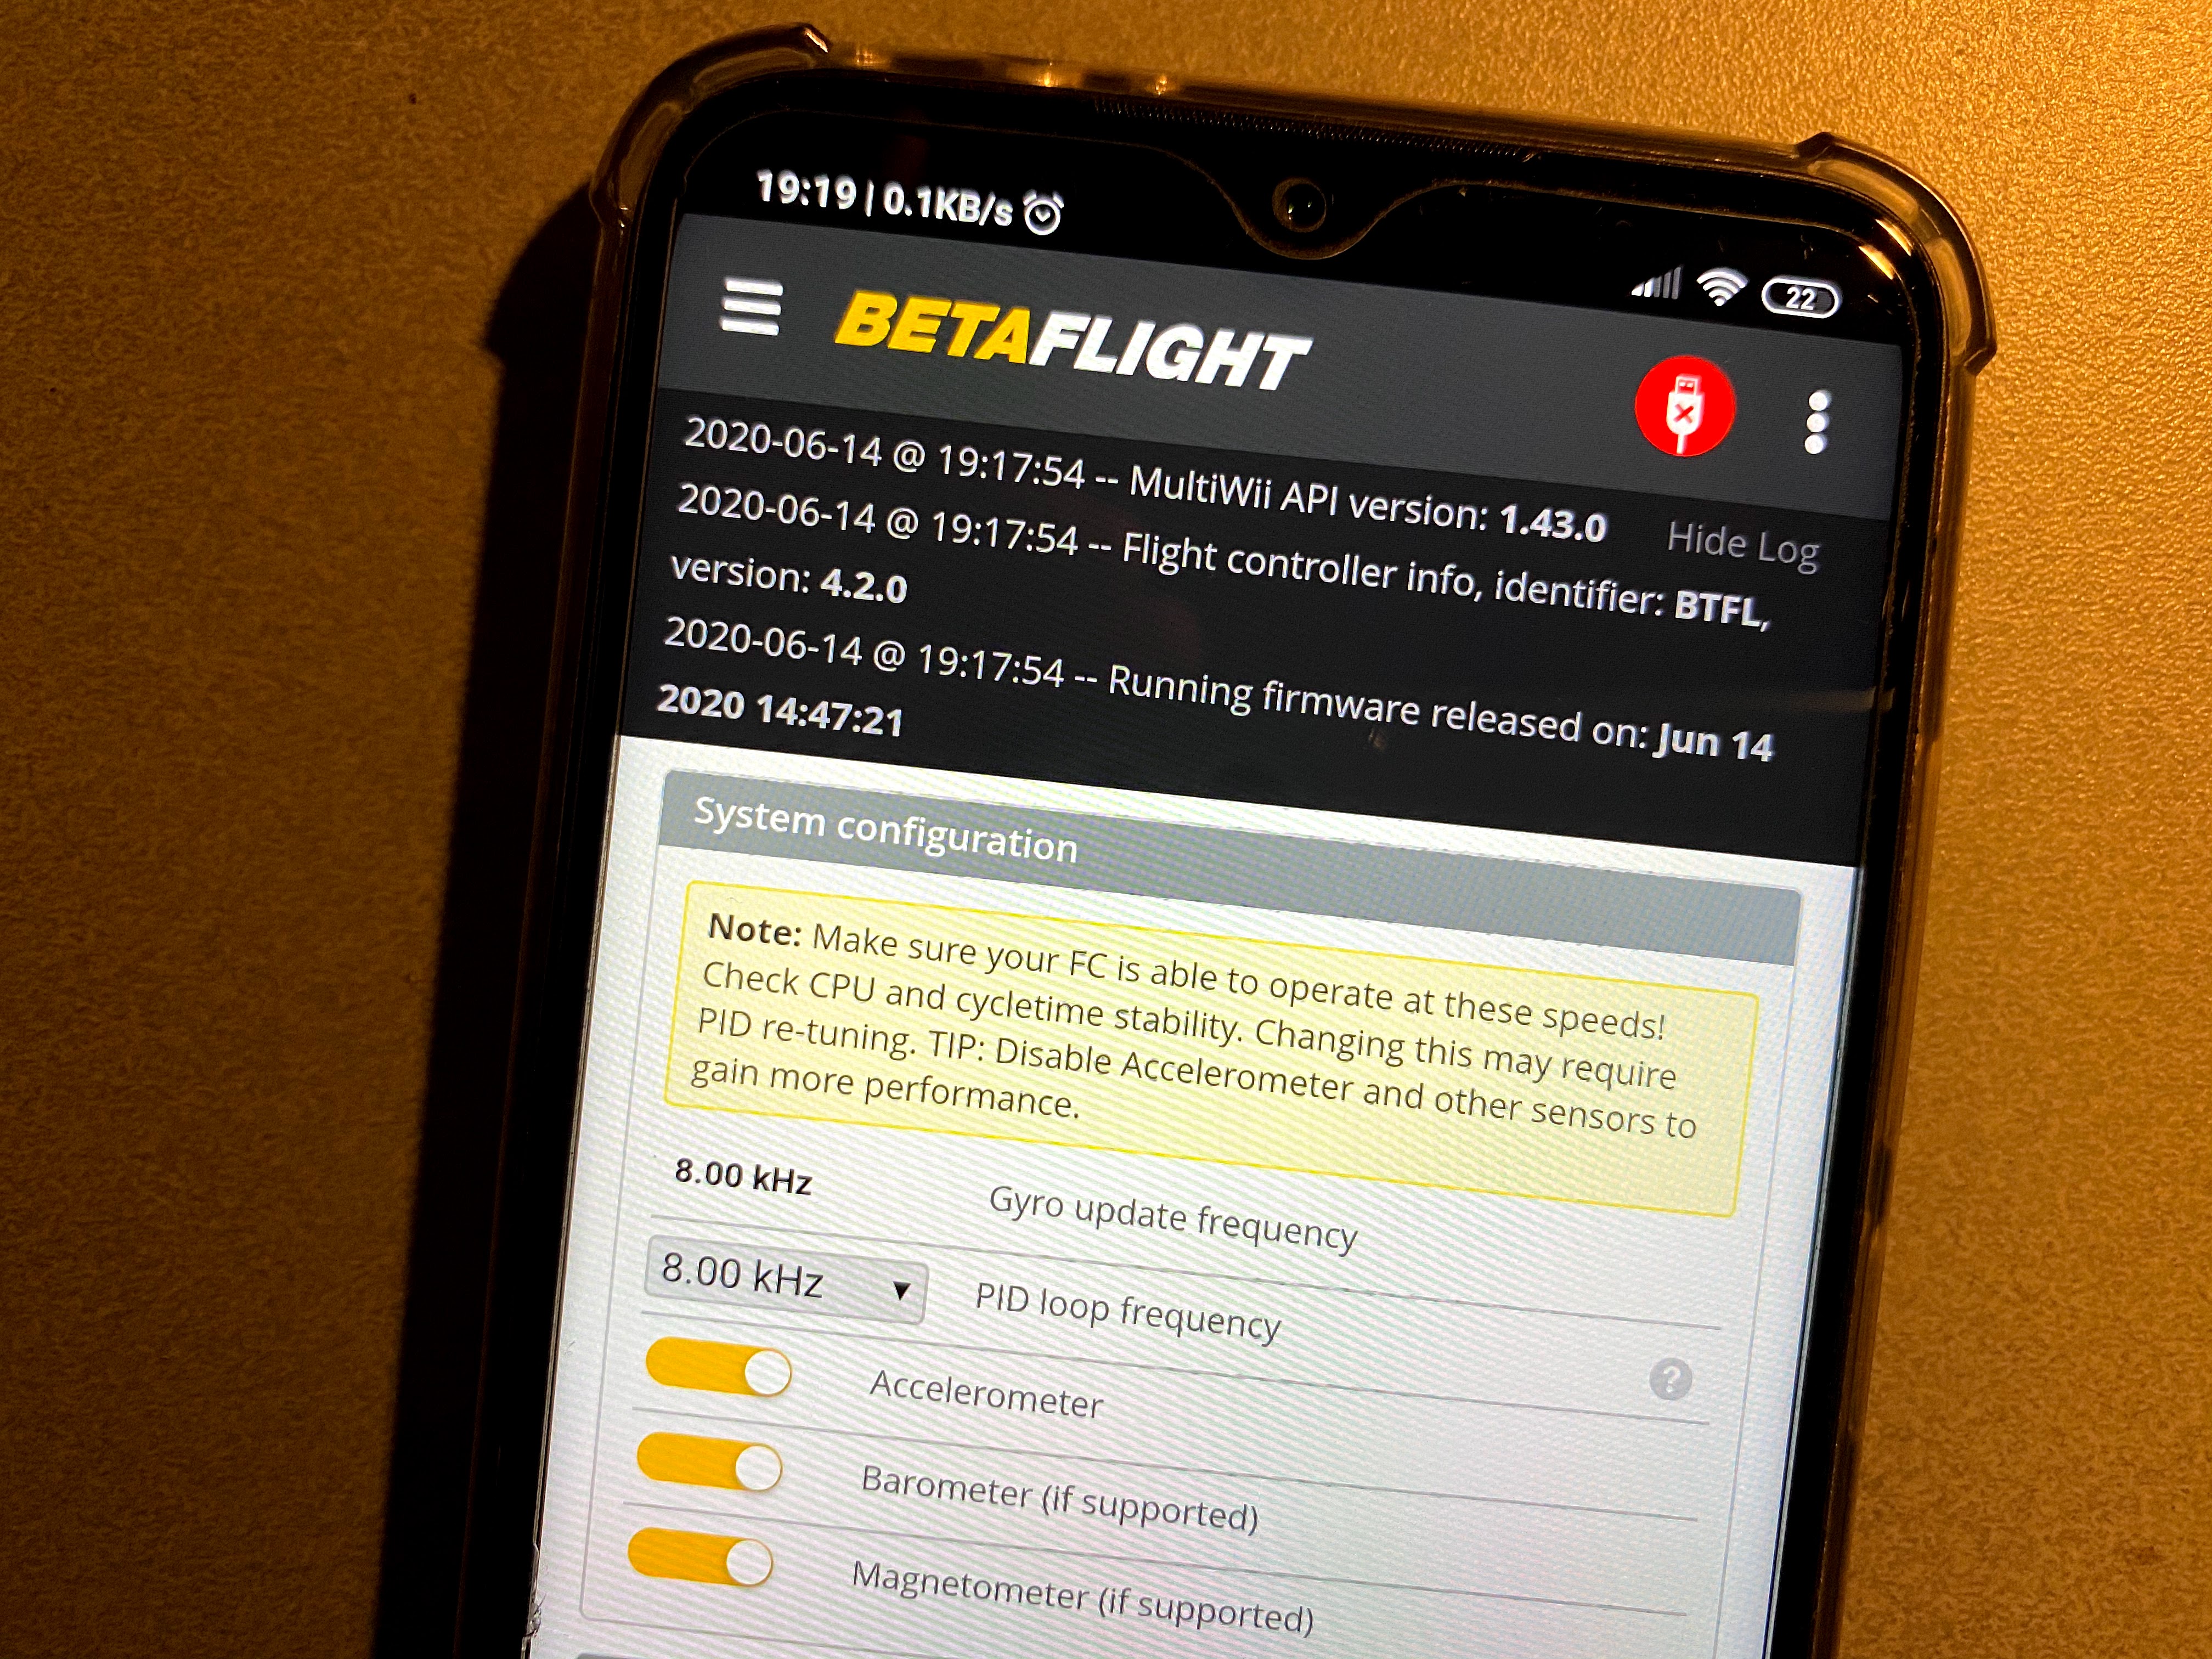 19:19 | 0.1KB/s
22
BETAFLIGHT
2020-06-14 @ 19:17:54 -- MultiWii API version: 1.43.0
Hide Log
2020-06-14 @ 19:17:54 -- Flight controller info, identifier: BTFL,
version: 4.2.0
2020-06-14 @ 19:17:54 -- Running firmware released on: Jun 14
2020 14:47:21
System configuration
Note: Make sure your FC is able to operate at these speeds!
Check CPU and cycletime stability. Changing this may require
PID re-tuning. TIP: Disable Accelerometer and other sensors to
gain more performance.
8.00 kHz Gyro update frequency
8.00 kHz PID loop frequency
Accelerometer
?
Barometer (if supported)
Magnetometer (if supported)